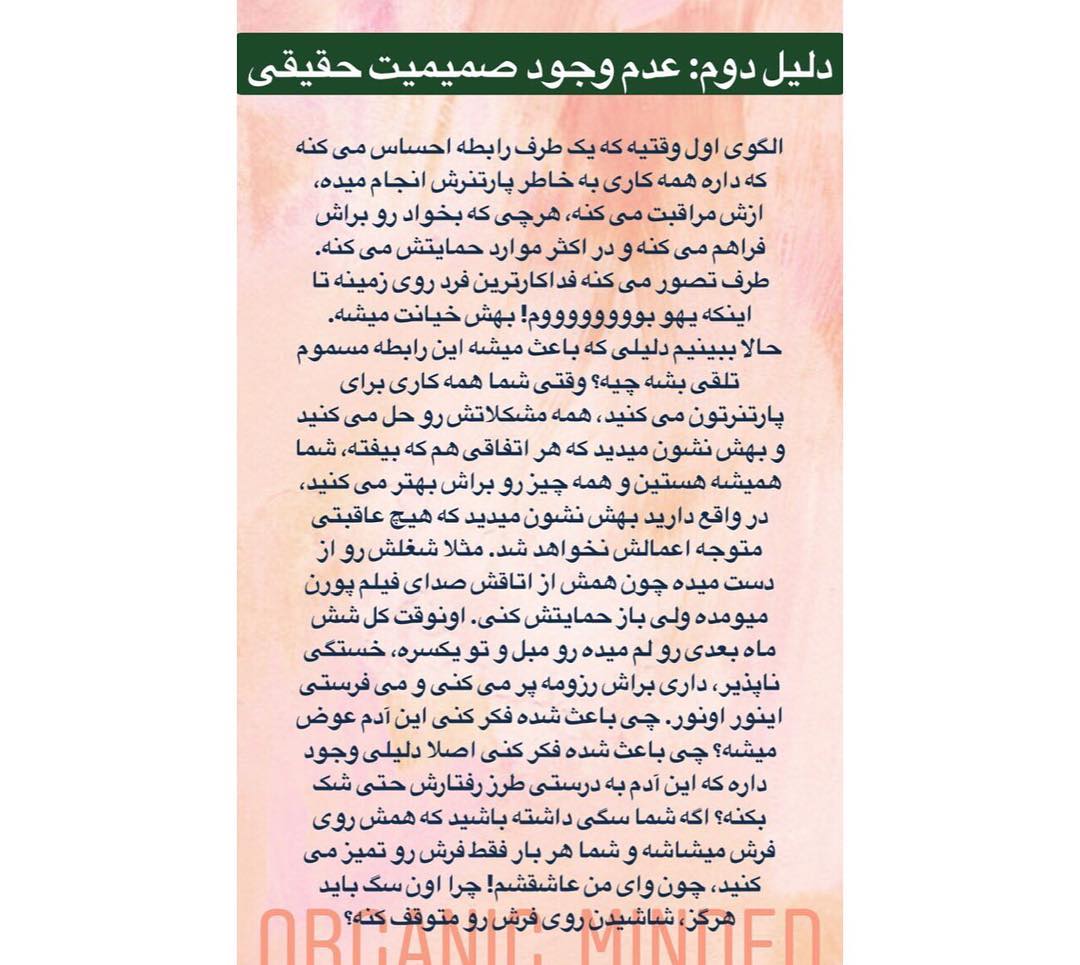 دلیل دوم: عدم وجود صمیمیت حقیقی
الگوی اول وقتیه که یک طرف رابطه احساس می کنه
که داره همه کاری به خاطر پارتنرش انجام میده،
ازش مراقبت می کنه، هرچی که بخواد رو براش
فراهم می کنه و در اکثر موارد حمایتش می کنه.
طرف تصور می کنه فداکارترین فرد روی زمینه تا
اینکه یهو بوووووووووم! بهش خیانت میشه.
حالا ببینیم دلیلی که باعث میشه این رابطه مسموم
تلقی بشه چیه؟ وقتی شما همه کاری برای
پارتنرتون می کنید، همه مشکلاتش رو حل می کنید
و بهش نشون میدید که هر اتفاقی هم که بیفته، شما
همیشه هستین و همه چیز رو براش بهتر می کنید،
در واقع دارید بهش نشون میدید که هیچ عاقبتی
متوجه اعمالش نخواهد شد. مثلا شغلش رو از
دست میده چون همش از اتاقش صدای فیلم پورن
میومده ولی باز حمایتش کنی. اونوقت کل شش
ماه بعدی رو لم میده رو مبل و تو یکسره، خستگی
ناپذیر، داری براش رزومه پر می کنی و می فرستی
اینور اونور. چی باعث شده فکر کنی این آدم عوض
میشه؟ چی باعث شده فکر کنی اصلا دلیلی وجود
داره که این آدم به درستی طرز رفتارش حتی شک
بکنه؟ اگه شما سگی داشته باشید که همش روی
فرش میشاشه و شما هر بار فقط فرش رو تمیز می
کنید، چون وای من عاشقشم! چرا اون سگ باید
هرگز، شاشیدن روی فرش رو متوقف کنه؟
ORGANIC MINDED